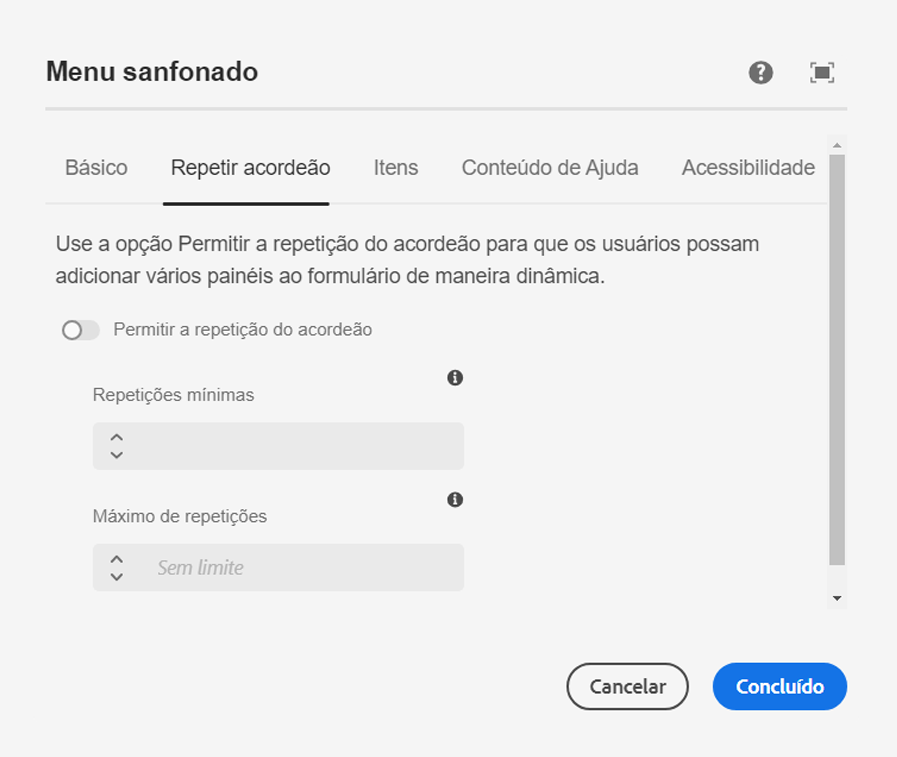 Menu sanfonado
Básico Repetir acordeão Itens Conteúdo de Ajuda Acessibilidade
Use a opção Permitir a repetição do acordeão para que os usuários possam
adicionar vários painéis ao formulário de maneira dinâmica.
Permitir a repetição do acordeão
Repetições mínimas
Máximo de repetições
Sem limite
Cancelar Concluído